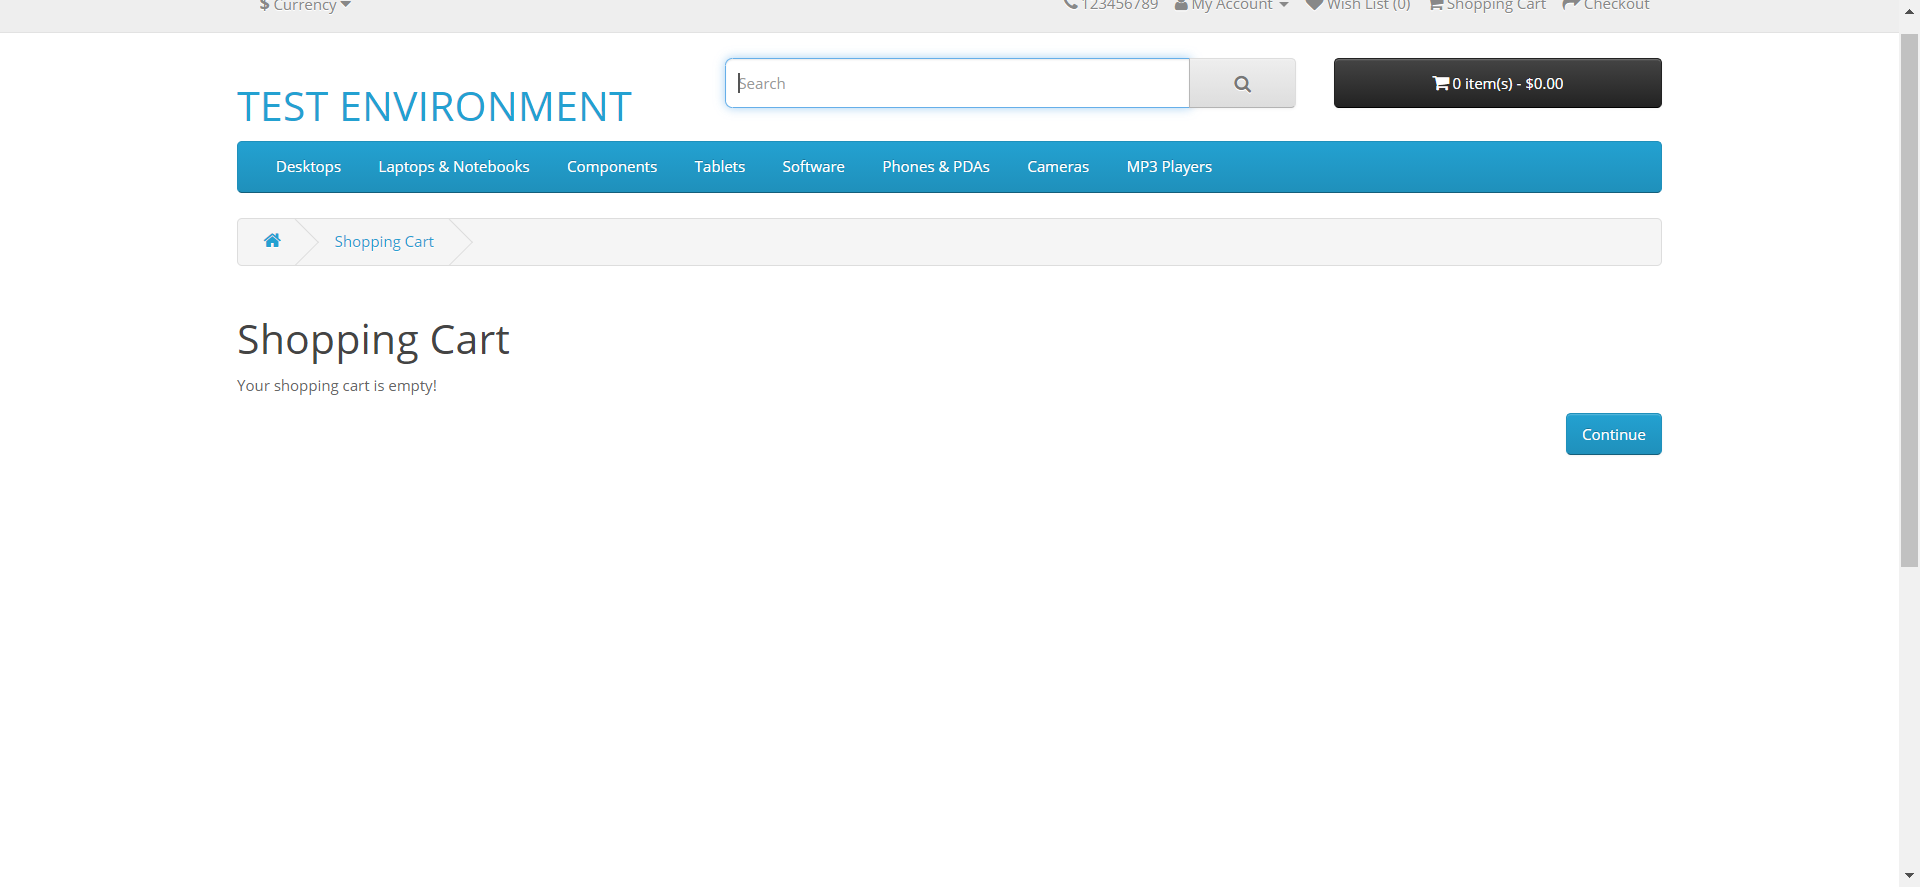 $ Currency
123456789 My Account Wish List (0) Shopping Cart Checkout
TEST ENVIRONMENT
Search
0 item(s) - $0.00
Desktops Laptops & Notebooks Components Tablets Software Phones & PDAs Cameras MP3 Players
Shopping Cart
Shopping Cart
Your shopping cart is empty!
Continue